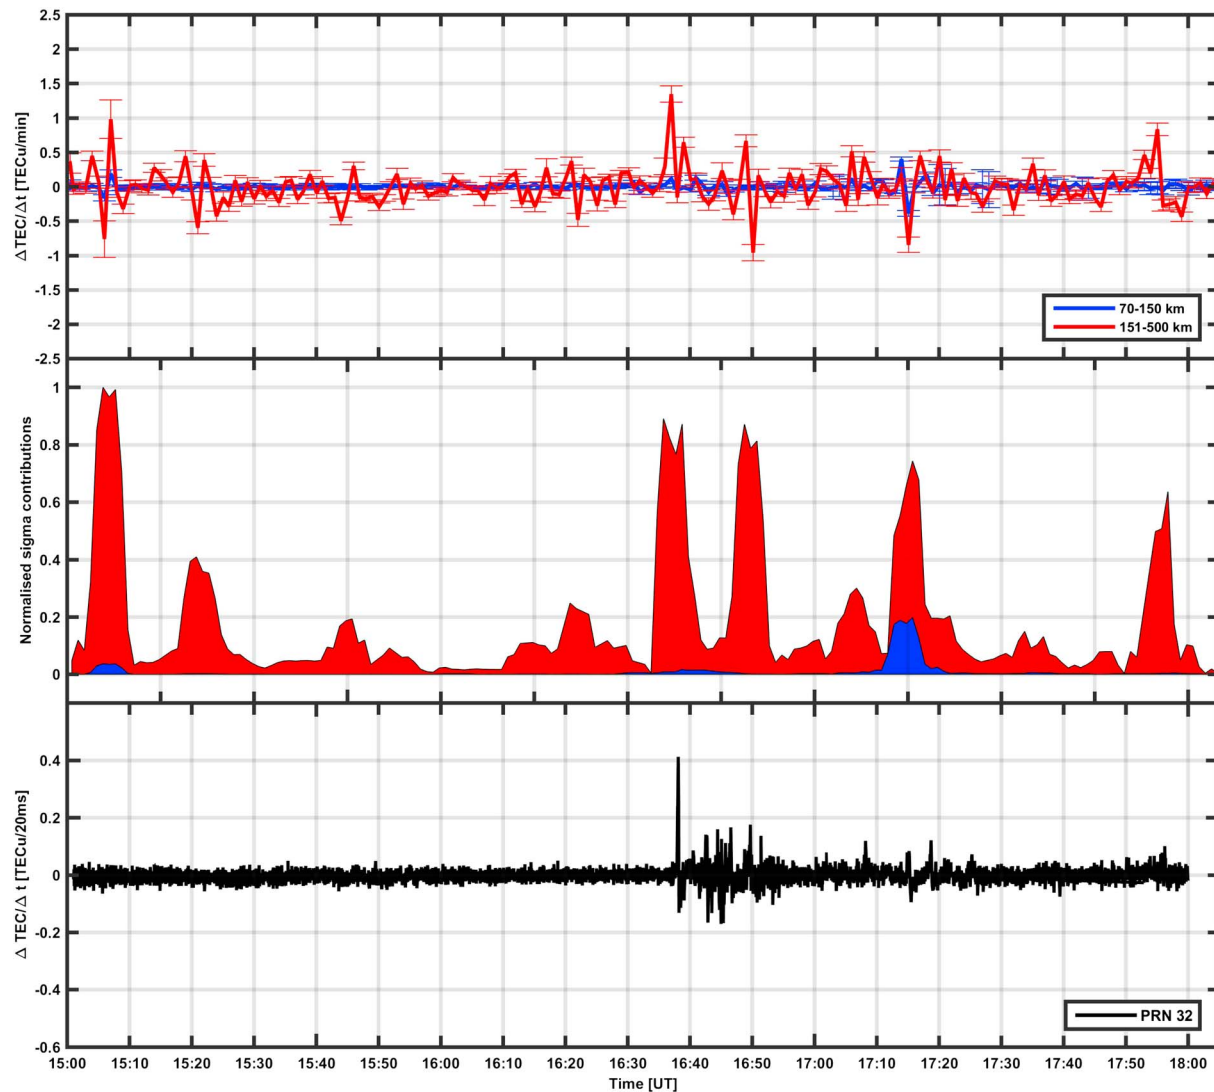 2.5
2
1.5
1
0.5
0
-0.5
-1
-1.5
-2
-2.5
Δ TEC/Δt [TECu/min]
70-150 km
151-500 km
1
0.8
0.6
0.4
0.2
0
Normalised sigma contributions
0.4
0.2
0
-0.2
-0.4
-0.6
Δ TEC/Δ t [TECu/20ms]
PRN 32
15:00 15:10 15:20 15:30 15:40 15:50 16:00 16:10 16:20 16:30 16:40 16:50 17:00 17:10 17:20 17:30 17:40 17:50 18:00
Time [UT]